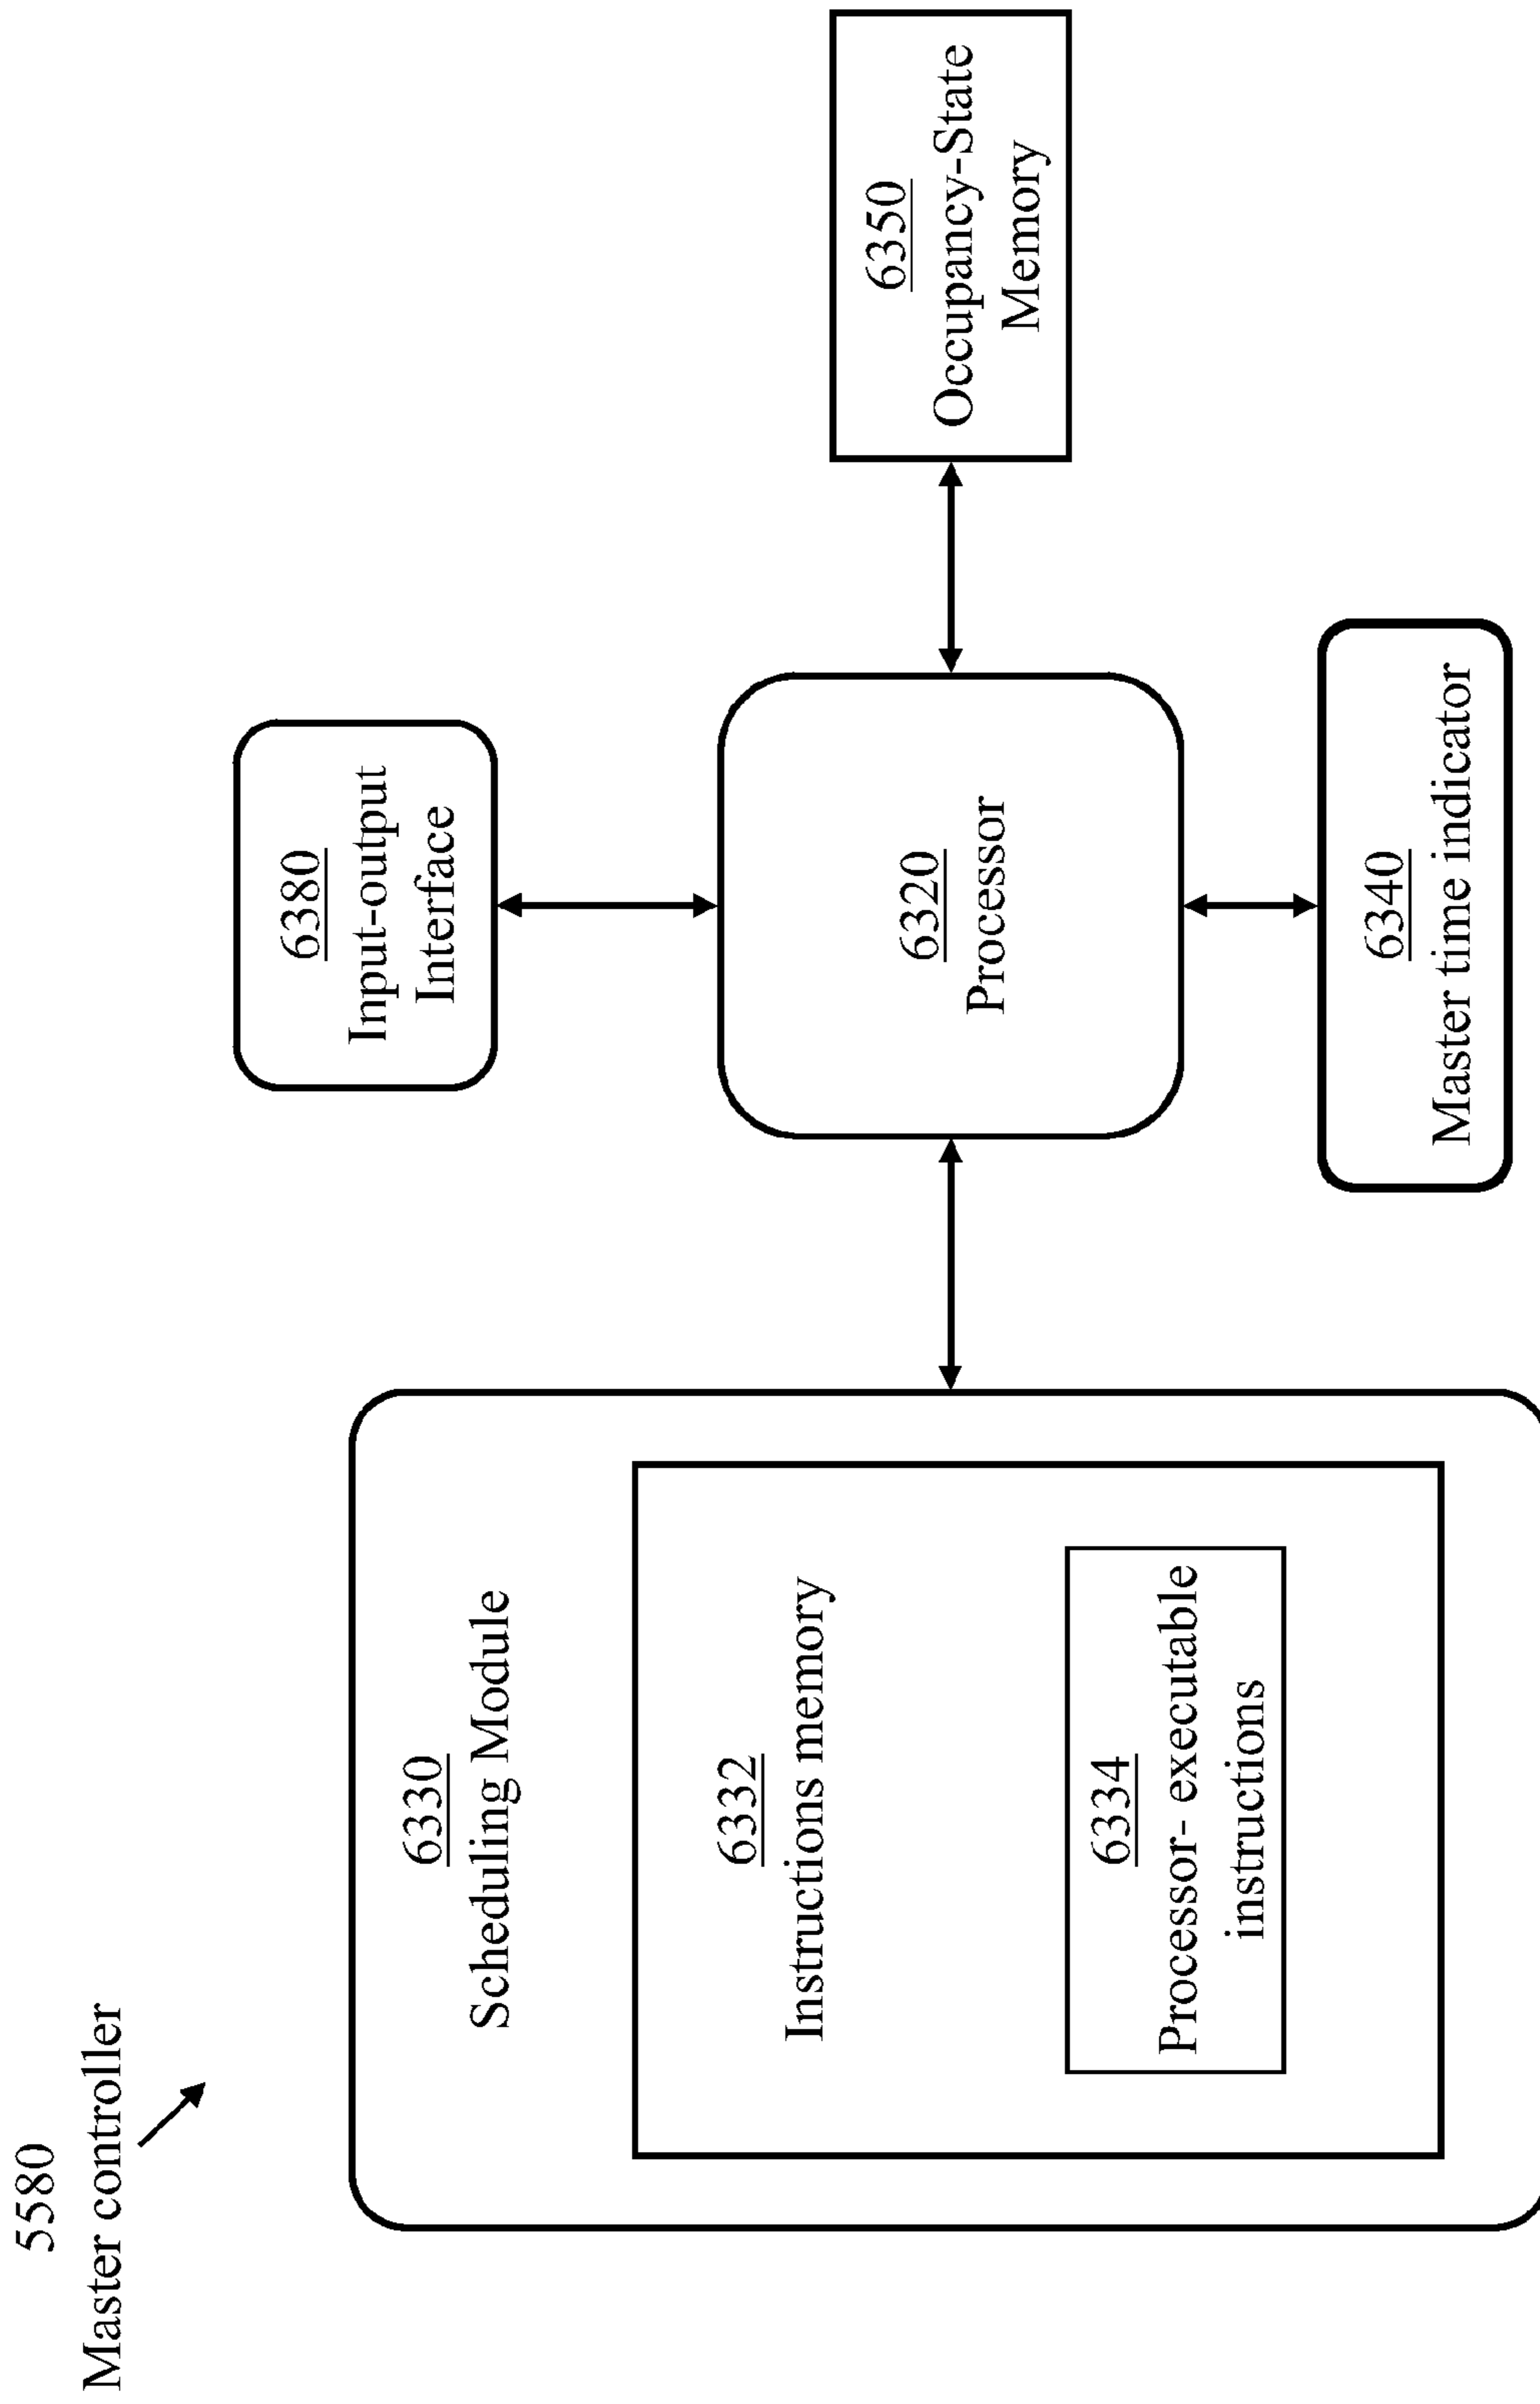 5580
Master controller
6330
Scheduling Module
6332
Instructions memory
6334
Processor- executable
instructions
6380
Input-output
Interface
6320
Processor
6340
Master time indicator
6350
Occupancy-State
Memory